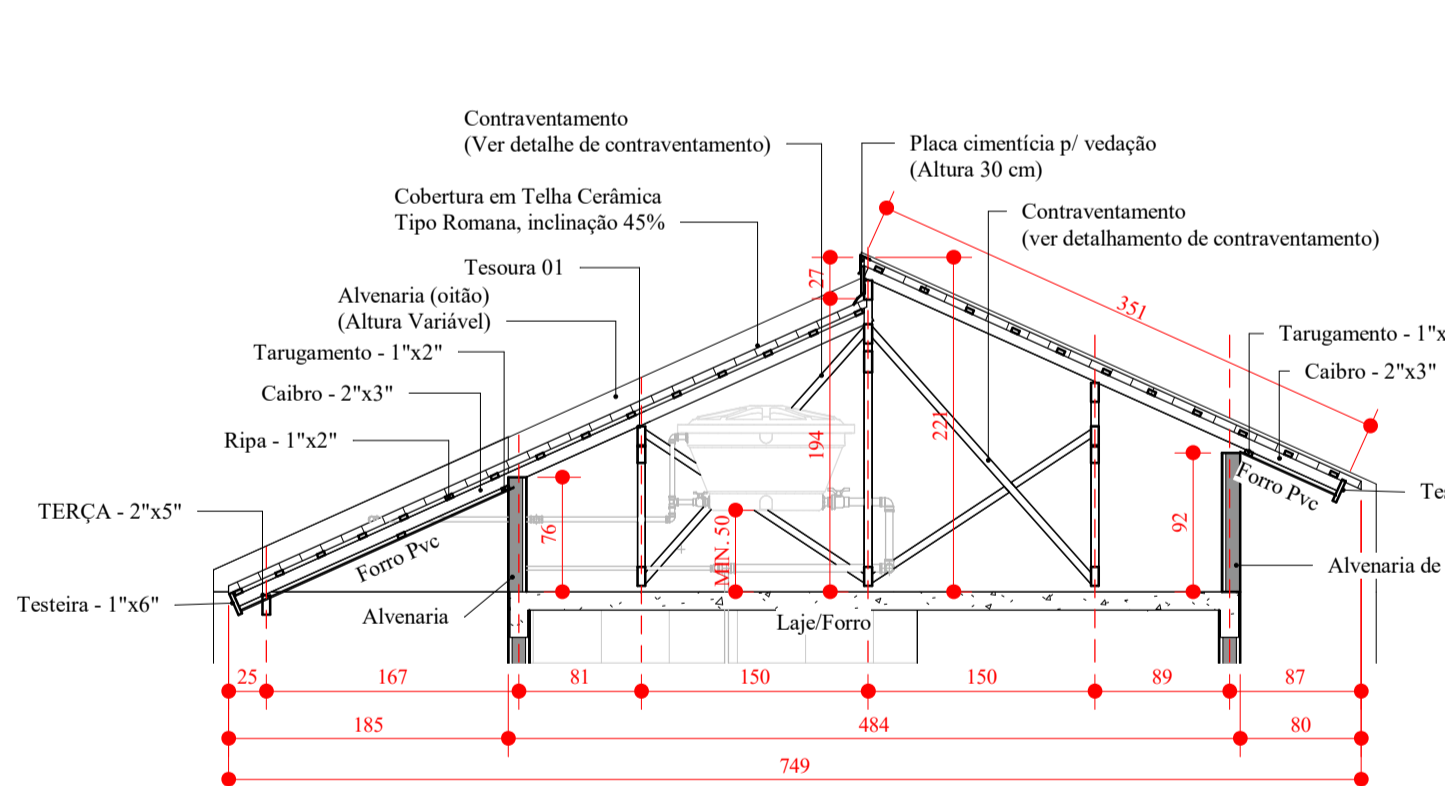 Contraventamento
(Ver detalhe de contraventamento)
Placa cimentícia p/ vedação
(Altura 30 cm)
Cobertura em Telha Cerâmica
Tipo Romana, inclinação 45%
Contraventamento
(ver detalhamento de contraventamento)
Tesoura 01
27
351
Alvenaria (oitão)
(Altura Variável)
Tarugamento - 1"x2"
Tarugamento - 1"x
Caibro - 2"x3"
Caibro - 2"x3"
Ripa - 1"x2"
194
221
TERÇA - 2"x5"
Forro Pvc
76
MIN. 50
92
Forro Pvc
Te
Testeira - 1"x6"
Alvenaria
Laje/Forro
Alvenaria de
25
167
81
150
150
89
87
185
484
80
749